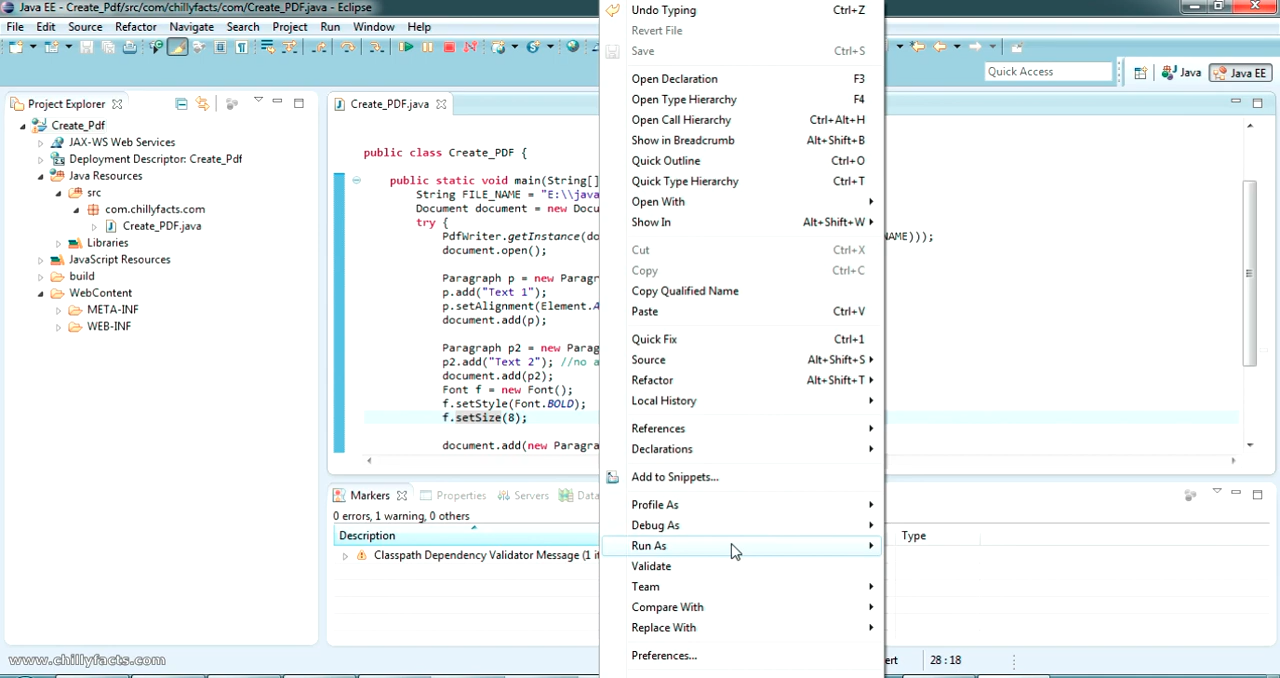 Java EE - Create_Pdf/src/com/chillyfacts/com/Create_PDF.java - Eclipse
File Edit Source Refactor Navigate Search Project Run Window Help
Quick Access
Java
Java EE
Project Explorer
Create_Pdf
JAX-WS Web Services
Deployment Descriptor: Create_Pdf
Java Resources
src
com.chillyfacts.com
Create_PDF.java
Libraries
JavaScript Resources
build
WebContent
META-INF
WEB-INF
Create_PDF.java
public class Create_PDF {
public static void main(String[]
String FILE_NAME = "E:\\java
Document document = new Docu
try {
PdfWriter.getInstance(do NAME)));
document.open();
Paragraph p = new Paragr
p.add("Text 1");
p.setAlignment(Element.A
document.add(p);
Paragraph p2 = new Parag
p2.add("Text 2"); //no a
document.add(p2);
Font f = new Font();
f.setStyle(Font.BOLD);
f.setSize(8);
document.add(new Paragra
Undo Typing Ctrl+Z
Revert File
Save Ctrl+S
Open Declaration F3
Open Type Hierarchy F4
Open Call Hierarchy Ctrl+Alt+H
Show in Breadcrumb Alt+Shift+B
Quick Outline Ctrl+O
Quick Type Hierarchy Ctrl+T
Open With
Show In Alt+Shift+W
Cut Ctrl+X
Copy Ctrl+C
Copy Qualified Name
Paste Ctrl+V
Quick Fix Ctrl+1
Source Alt+Shift+S
Refactor Alt+Shift+T
Local History
References
Declarations
Add to Snippets...
Profile As
Debug As
Run As
Validate
Team
Compare With
Replace With
Preferences...
Markers Properties Servers Data
0 errors, 1 warning, 0 others
Description Type
Classpath Dependency Validator Message (1 it
www.chillyfacts.com
ert 28 : 18